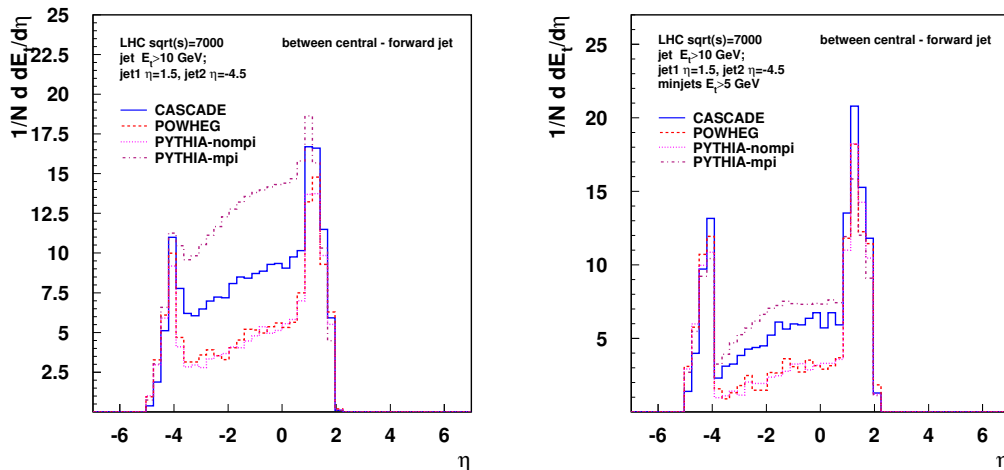 1/N d dE_t/dη
25
22.5
20
17.5
15
12.5
10
7.5
5
2.5
LHC sqrt(s)=7000
between central - forward jet
jet E_t>10 GeV;
jet1 η=1.5, jet2 η=-4.5
CASCADE
POWHEG
PYTHIA-nompi
PYTHIA-mpi
-6 -4 -2 0 2 4 6
η
1/N d dE_t/dη
25
20
15
10
5
LHC sqrt(s)=7000
between central - forward jet
jet E_t>10 GeV;
jet1 η=1.5, jet2 η=-4.5
minjets E_t>5 GeV
CASCADE
POWHEG
PYTHIA-nompi
PYTHIA-mpi
-6 -4 -2 0 2 4 6
η